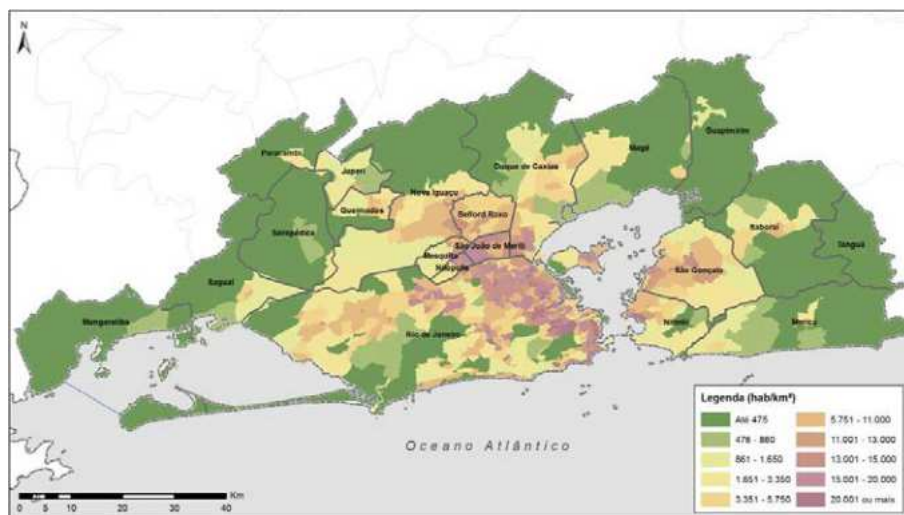 N
Guapimirim
Paracambi
Duque de Caxias
Magé
Japeri
Nova Iguaçu
Queimados
Belford Roxo
Itaboraí
Seropédica
São João de Meriti
Tanguá
Mesquita
Nilópolis
São Gonçalo
Itaguaí
Mangaratiba
Rio de Janeiro
Niterói
Maricá
Legenda (hab/km²)
Até 475
5.751 - 11.000
476 - 860
11.001 - 13.000
861 - 1.650
13.001 - 15.000
1.651 - 3.350
15.001 - 20.000
3.351 - 5.750
20.001 ou mais
Oceano Atlântico
Km
0 5 10 20 30 40